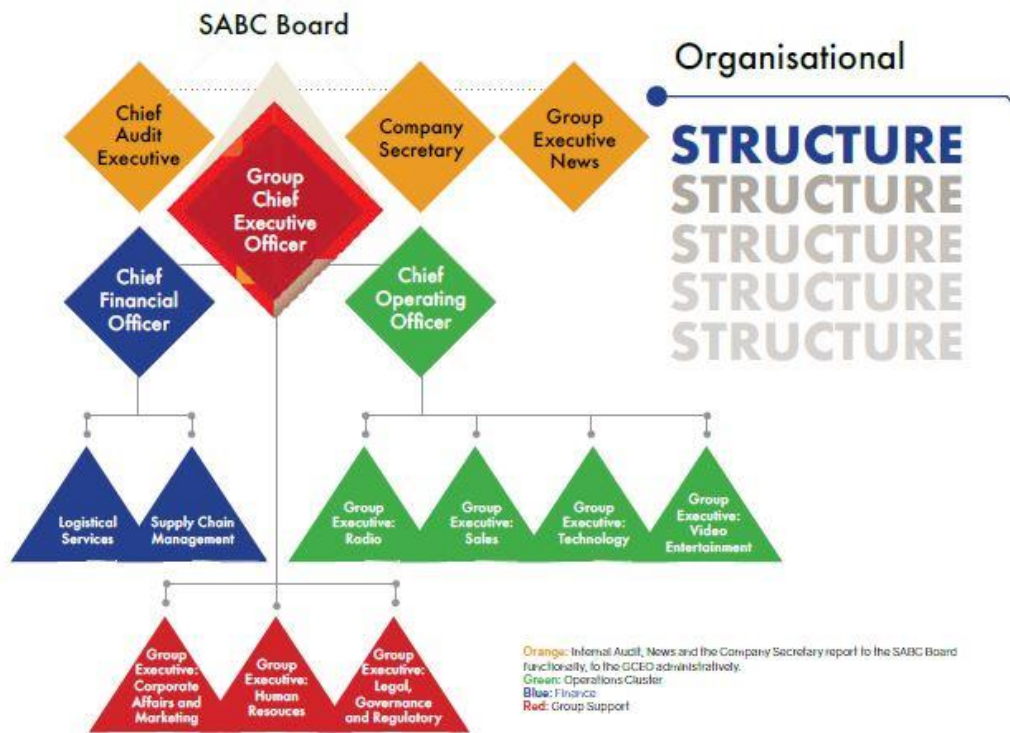 SABC Board
Organisational
STRUCTURE
STRUCTURE
STRUCTURE
STRUCTURE
STRUCTURE
Chief
Audit
Executive
Company
Secretary
Group
Executive
News
Group
Chief
Executive
Officer
Chief
Financial
Officer
Chief
Operating
Officer
Logistical
Services
Supply Chain
Management
Group
Executive:
Radio
Group
Executive:
Sales
Group
Executive:
Technology
Group
Executive:
Video
Entertainment
Group
Executive:
Corporate
Affairs and
Marketing
Group
Executive:
Human
Resouces
Group
Executive:
Legal,
Governance
and Regulatory
Orange: Internal Audit, News and the Company Secretary report to the SABC Board
functionally, to the GCEO administratively.
Green: Operations Cluster
Blue: Finance
Red: Group Support